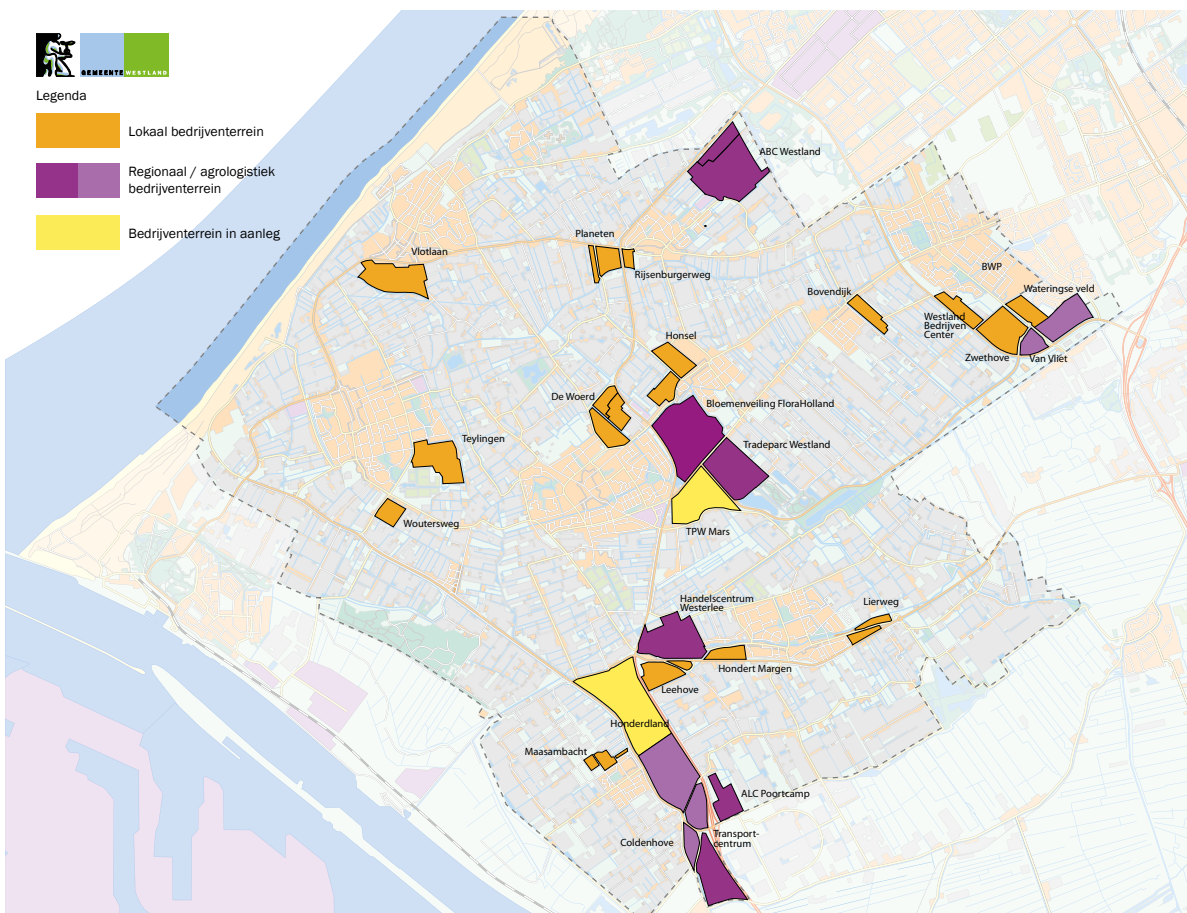 GEMEENTE WESTLAND
Legenda
Lokaal bedrijventerrein
Regionaal / agrologistiek
bedrijventerrein
Bedrijventerrein in aanleg
ABC Westland
Planeten
Vlotlaan
Rijsenburgerweg
BWP
Bovendijk
Wateringse veld
Westland
Bedrijven
Center
Zwethove
Van Vliet
Honsel
De Woerd
Bloemenveiling FloraHolland
Tradeparc Westland
Teylingen
Woutersweg
TPW Mars
Handelscentrum
Westerlee
Lierweg
Hondert Margen
Leehove
Honderdland
Maasambacht
ALC Poortcamp
Coldenhove
Transport-
centrum